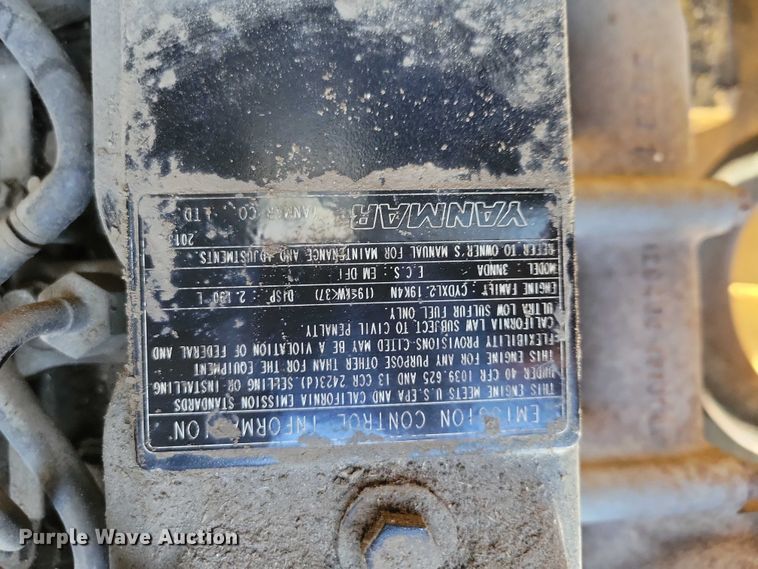 EMISSION CONTROL INFORMATION
THIS ENGINE MEETS U.S.EPA AND CALIFORNIA EMISSION STANDARDS
UNDER 40 CFR 1039.625 AND 13 CCR 2423(d).SELLING OR INSTALLING
THIS ENGINE FOR ANY PURPOSE OTHER THAN FOR THE EQUIPMENT
FLEXIBILITY PROVISIONS CITED MAY BE A VIOLATION OF FEDERAL AND
CALIFORNIA LAW SUBJECT TO CIVIL PENALTY.
ULTRA LOW SULFUR FUEL ONLY
ENGINE FAMILY : CYDXL2.19K4N (19≤kW<37) DISP : 2.190 L
MODEL : 3NNDA E.C.S : EM DFI
REFER TO OWNER'S MANUAL FOR MAINTENANCE AND ADJUSTMENTS
YANMAR YANMAR CO., LTD.
Purple Wave Auction